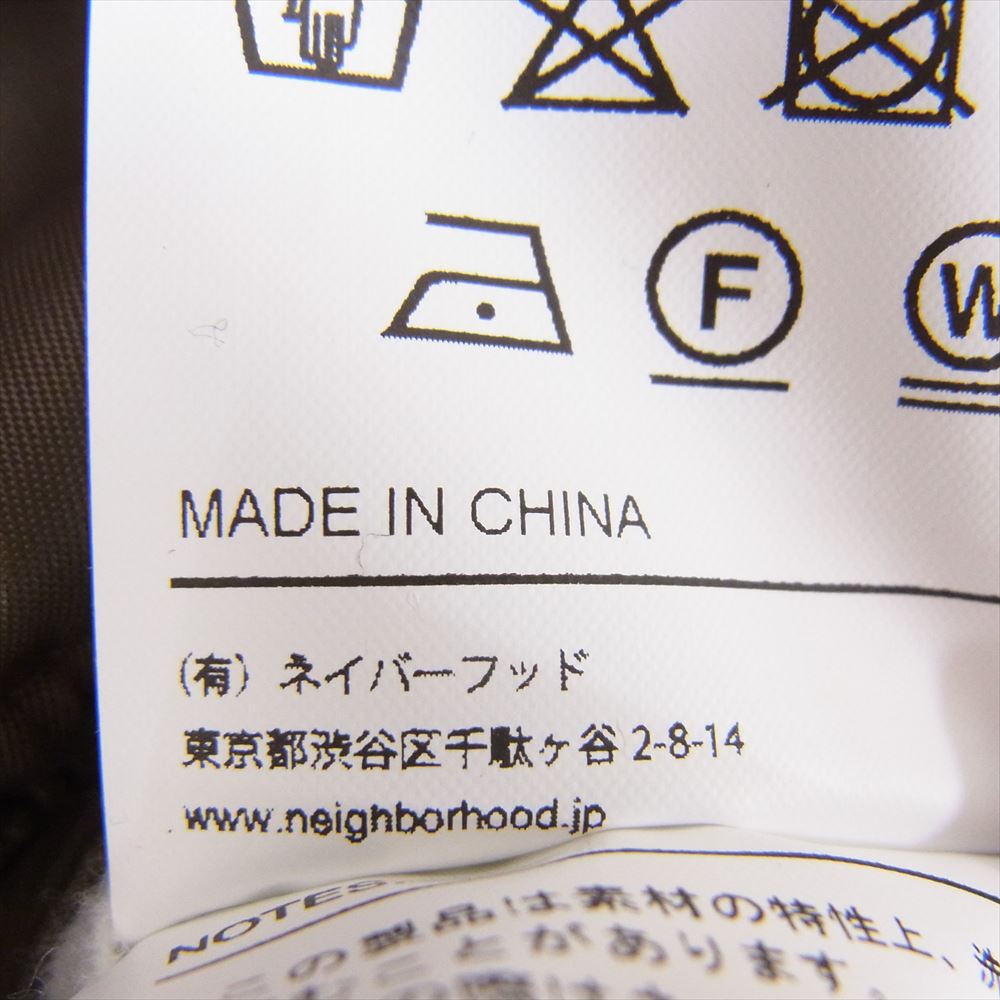 F W
MADE IN CHINA
(有) ネイバーフッド
東京都渋谷区千駄ヶ谷 2-8-14
www.neighborhood.jp
NOTES
この製品は素材の特性上、
ことがあります